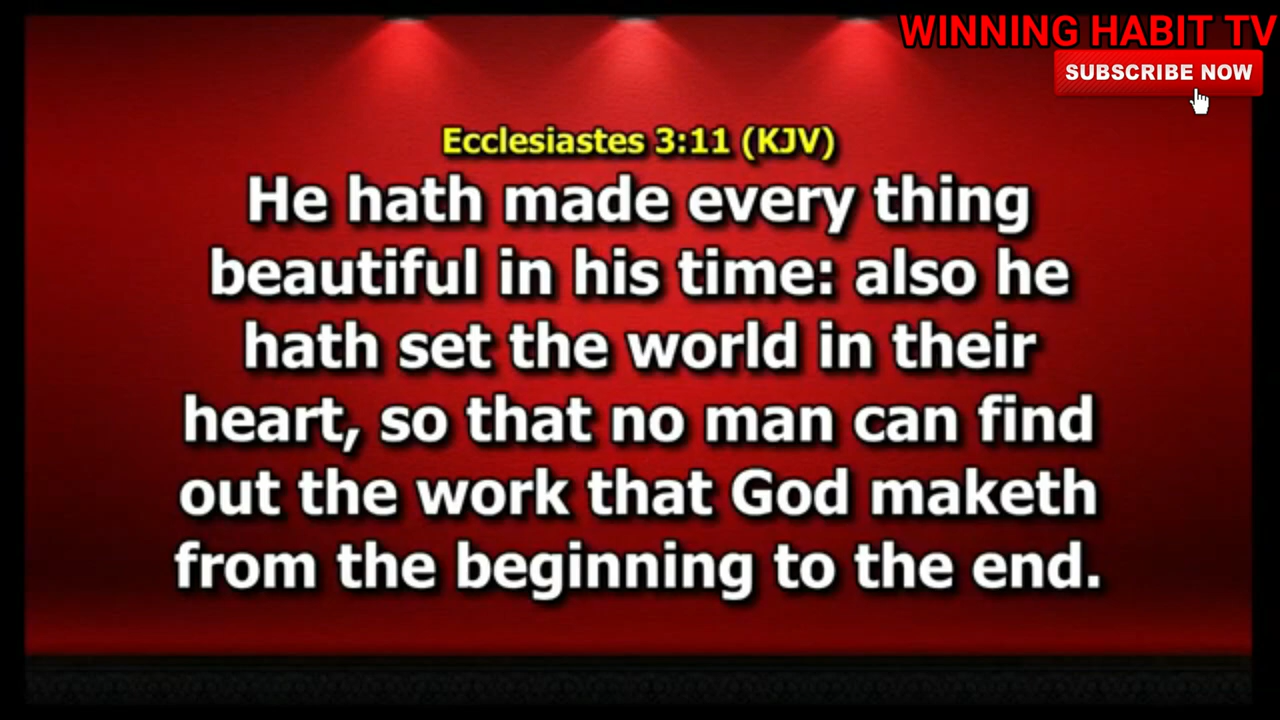 WINNING HABIT TV
SUBSCRIBE NOW
Ecclesiastes 3:11 (KJV)
He hath made every thing
beautiful in his time: also he
hath set the world in their
heart, so that no man can find
out the work that God maketh
from the beginning to the end.